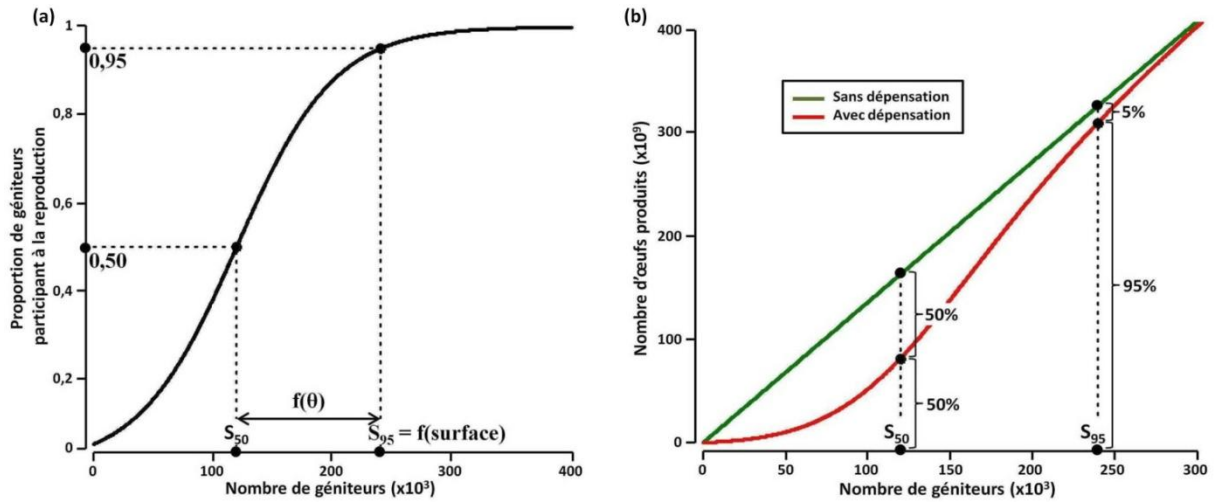 (a)
Proportion de géniteurs
participant à la reproduction
1
0,95
0,8
0,6
0,50
0,4
0,2
0
f(θ)
S50
S95 = f(surface)
0
100
200
300
400
Nombre de géniteurs (x10³)
(b)
Nombre d'œufs produits (x10⁹)
400
300
200
100
0
Sans dépensation
Avec dépensation
5%
95%
50%
50%
S50
S95
0
50
100
150
200
250
300
Nombre de géniteurs (x10³)